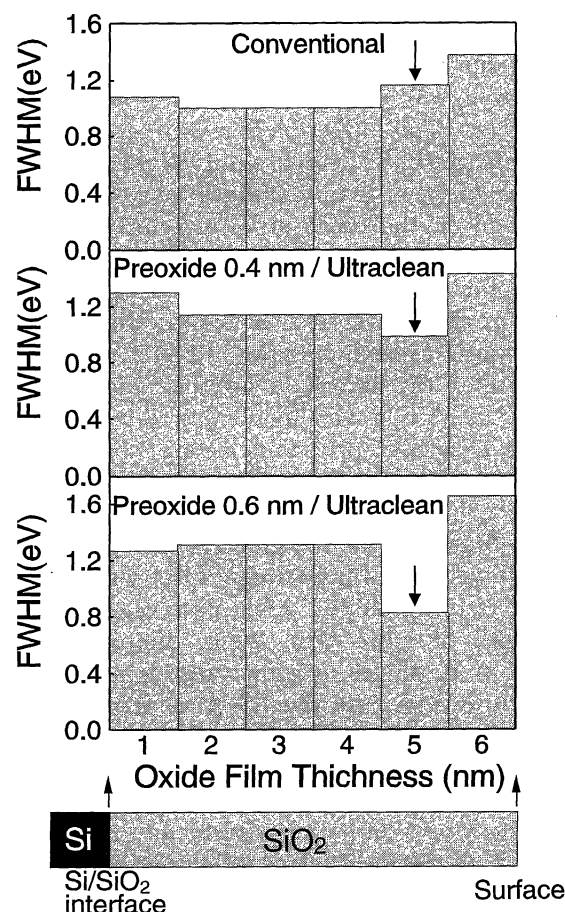 1.6
Conventional
1.2
0.8
0.4
0.0
FWHM(eV)
Preoxide 0.4 nm / Ultraclean
1.2
0.8
0.4
0.0
FWHM(eV)
1.6
Preoxide 0.6 nm / Ultraclean
1.2
0.8
0.4
0.0
FWHM(eV)
1 2 3 4 5 6
Oxide Film Thichness (nm)
Si
SiO₂
Si/SiO₂
interface
Surface